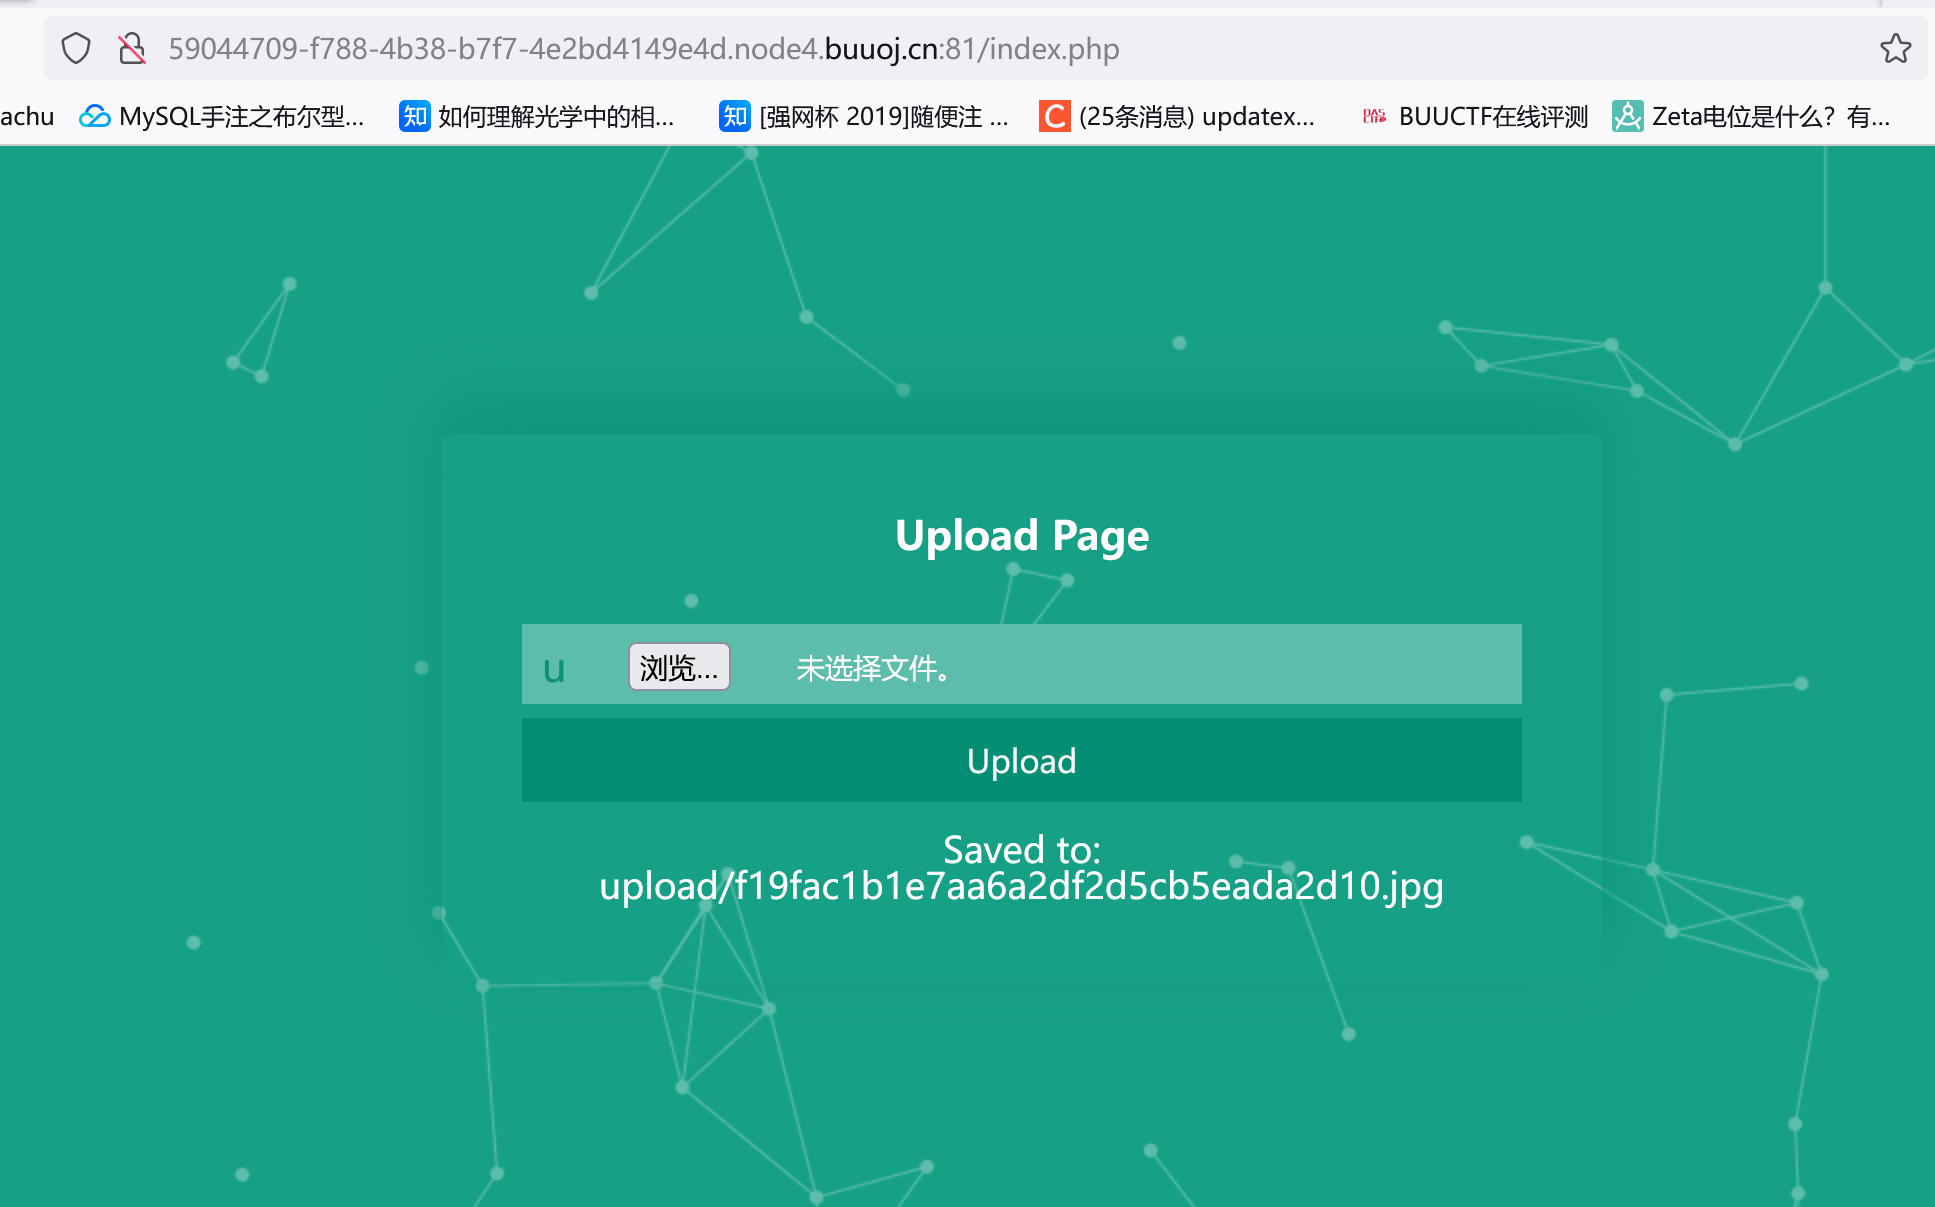 59044709-f788-4b38-b7f7-4e2bd4149e4d.node4.buuoj.cn:81/index.php
achu MySQL手注之布尔型... 知 如何理解光学中的相... 知 [强网杯 2019]随便注 ... C (25条消息) updatex... BUUCTF在线评测 Zeta电位是什么？有...
Upload Page
u 浏览... 未选择文件。
Upload
Saved to:
upload/f19fac1b1e7aa6a2df2d5cb5eada2d10.jpg